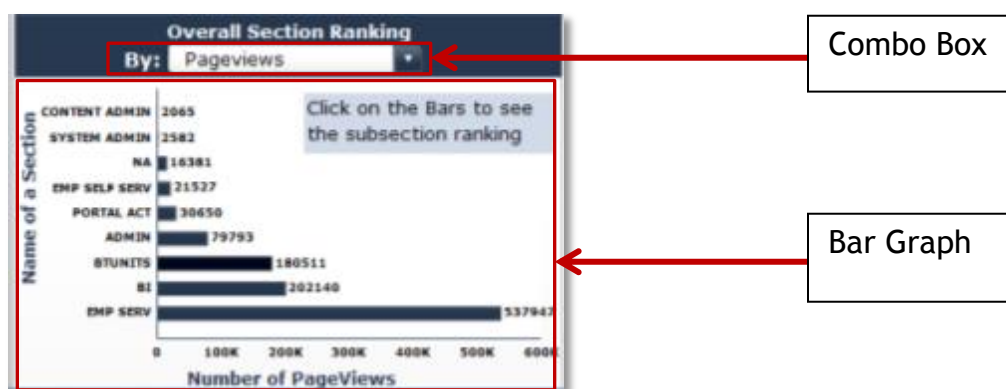 Overall Section Ranking
By: Pageviews
Combo Box
Click on the Bars to see
the subsection ranking
Name of a Section
CONTENT ADMIN 2065
SYSTEM ADMIN 2582
NA 16381
EMP SELF SERV 21527
PORTAL ACT 30650
ADMIN 79793
BTUNITS 180511
BI 202140
EMP SERV 537947
Bar Graph
0 100K 200K 300K 400K 500K 600K
Number of PageViews